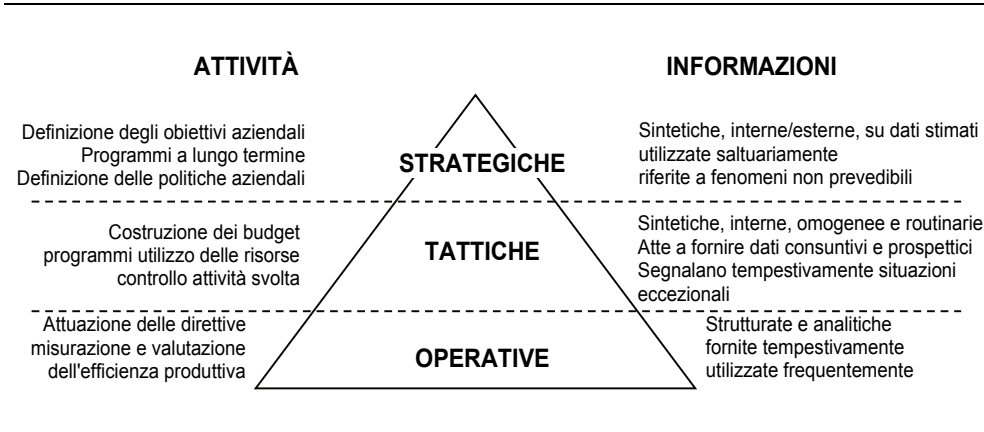 ATTIVITÀ
INFORMAZIONI
Definizione degli obiettivi aziendali
Programmi a lungo termine
Definizione delle politiche aziendali
STRATEGICHE
Sintetiche, interne/esterne, su dati stimati
utilizzate saltuariamente
riferite a fenomeni non prevedibili
Costruzione dei budget
programmi utilizzo delle risorse
controllo attività svolta
TATTICHE
Sintetiche, interne, omogenee e routinarie
Atte a fornire dati consuntivi e prospettici
Segnalano tempestivamente situazioni
eccezionali
Attuazione delle direttive
misurazione e valutazione
dell'efficienza produttiva
OPERATIVE
Strutturate e analitiche
fornite tempestivamente
utilizzate frequentemente